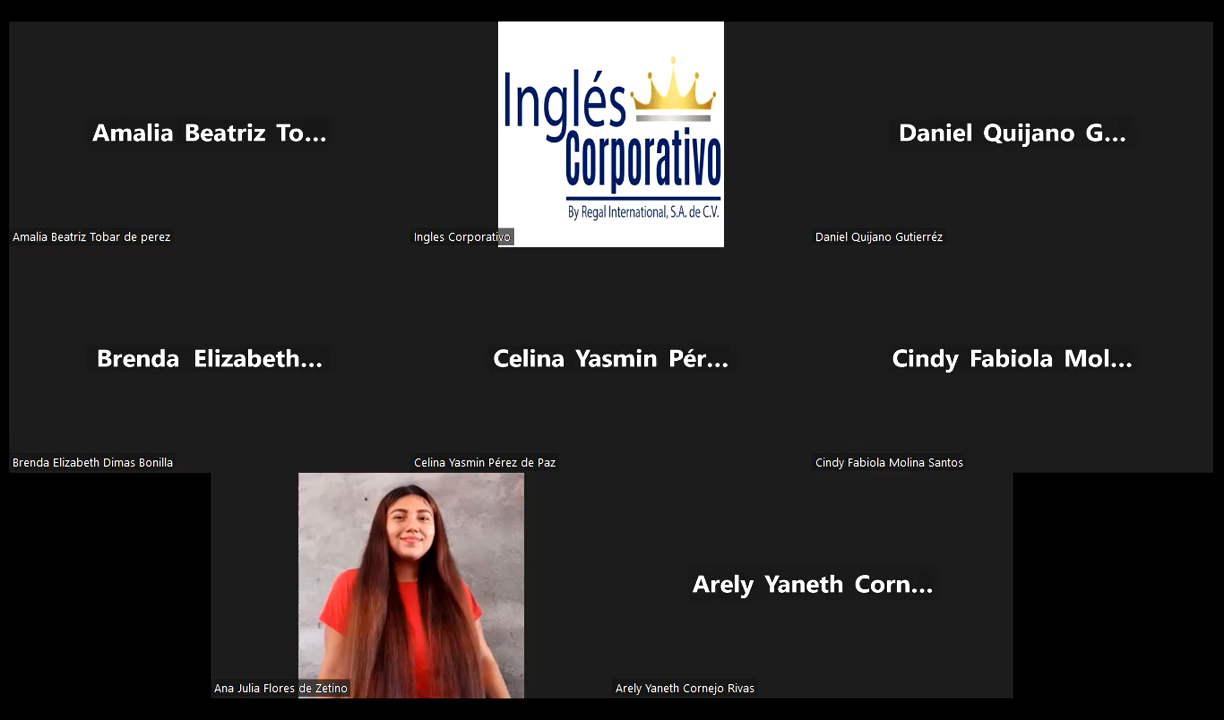 Amalia Beatriz To...
Amalia Beatriz Tobar de perez
Inglés
Corporativo
By Regal International, S.A. de C.V.
Ingles Corporativo
Daniel Quijano G...
Daniel Quijano Gutierréz
Brenda Elizabeth...
Brenda Elizabeth Dimas Bonilla
Celina Yasmin Pér...
Celina Yasmin Pérez de Paz
Cindy Fabiola Mol...
Cindy Fabiola Molina Santos
Ana Julia Flores de Zetino
Arely Yaneth Corn...
Arely Yaneth Cornejo Rivas